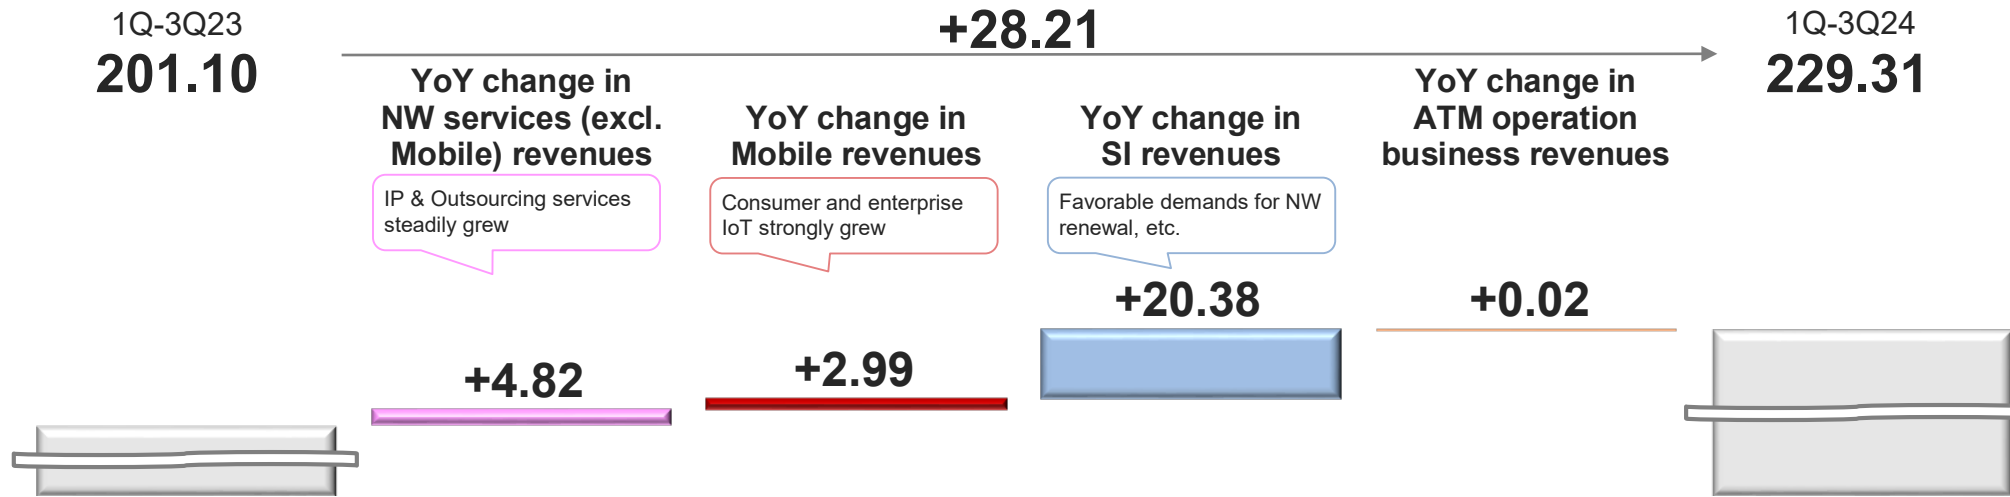 1Q-3Q23
201.10
+28.21
1Q-3Q24
229.31
YoY change in
NW services (excl.
Mobile) revenues
IP & Outsourcing services
steadily grew
+4.82
YoY change in
Mobile revenues
Consumer and enterprise
IoT strongly grew
+2.99
YoY change in
SI revenues
Favorable demands for NW
renewal, etc.
+20.38
YoY change in
ATM operation
business revenues
+0.02